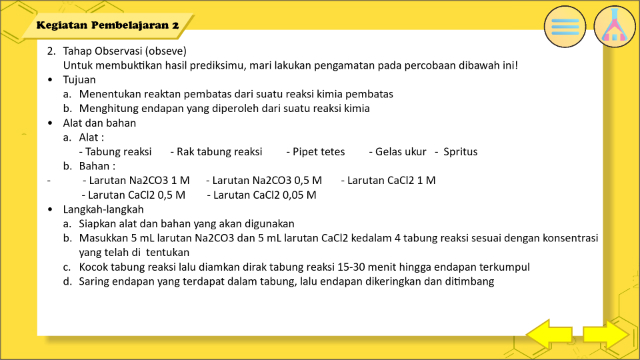 Kegiatan Pembelajaran 2
2. Tahap Observasi (obseve)
Untuk membuktikan hasil prediksimu, mari lakukan pengamatan pada percobaan dibawah ini!
• Tujuan
a. Menentukan reaktan pembatas dari suatu reaksi kimia pembatas
b. Menghitung endapan yang diperoleh dari suatu reaksi kimia
• Alat dan bahan
a. Alat :
- Tabung reaksi - Rak tabung reaksi - Pipet tetes - Gelas ukur - Spritus
b. Bahan :
- - Larutan Na2CO3 1 M - Larutan Na2CO3 0,5 M - Larutan CaCl2 1 M
- Larutan CaCl2 0,5 M - Larutan CaCl2 0,05 M
• Langkah-langkah
a. Siapkan alat dan bahan yang akan digunakan
b. Masukkan 5 mL larutan Na2CO3 dan 5 mL larutan CaCl2 kedalam 4 tabung reaksi sesuai dengan konsentrasi
yang telah di tentukan
c. Kocok tabung reaksi lalu diamkan dirak tabung reaksi 15-30 menit hingga endapan terkumpul
d. Saring endapan yang terdapat dalam tabung, lalu endapan dikeringkan dan ditimbang